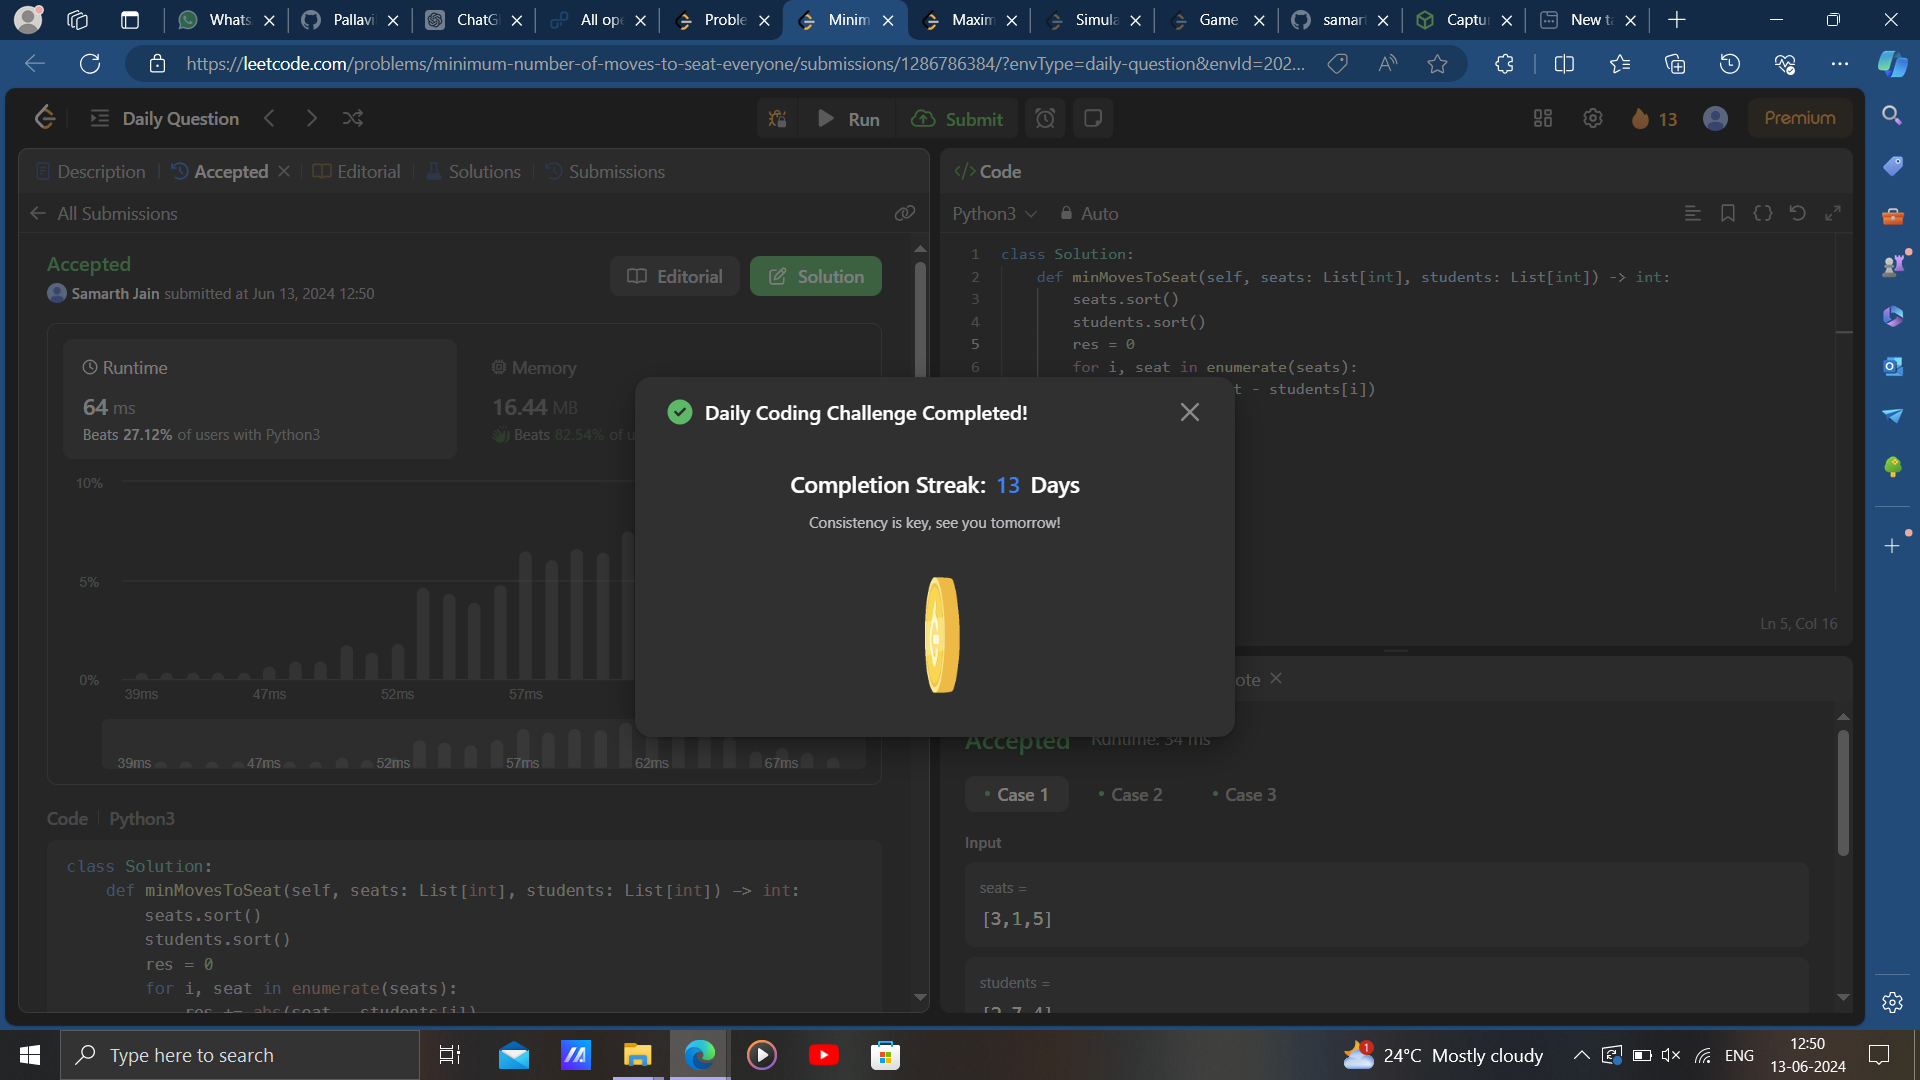 Whats
Pallavi
ChatG
All op
Proble
Minim
Maxim
Simula
Game
samar
Captu
New ta
https://leetcode.com/problems/minimum-number-of-moves-to-seat-everyone/submissions/1286786384/?envType=daily-question&envId=202...
Daily Question
Run
Submit
13
Premium
Description
Accepted
Editorial
Solutions
Submissions
All Submissions
Accepted
Samarth Jain submitted at Jun 13, 2024 12:50
Editorial
Solution
Runtime
64 ms
Beats 27.12% of users with Python3
Memory
16.44 MB
Beats 82.54% of u
10%
5%
0%
39ms 47ms 52ms 57ms
39ms 47ms 52ms 57ms 62ms 67ms
Code | Python3
class Solution:
def minMovesToSeat(self, seats: List[int], students: List[int]) -> int:
seats.sort()
students.sort()
res = 0
for i, seat in enumerate(seats):
res += abs(seat - students[i])
</> Code
Python3
Auto
1 class Solution:
2 def minMovesToSeat(self, seats: List[int], students: List[int]) -> int:
3 seats.sort()
4 students.sort()
5 res = 0
6 for i, seat in enumerate(seats):
t - students[i])
Ln 5, Col 16
Daily Coding Challenge Completed!
Completion Streak: 13 Days
Consistency is key, see you tomorrow!
ote
Accepted Runtime: 34 ms
• Case 1 • Case 2 • Case 3
Input
seats =
[3,1,5]
students =
[2,7,4]
Type here to search
1
24°C Mostly cloudy
ENG
12:50
13-06-2024